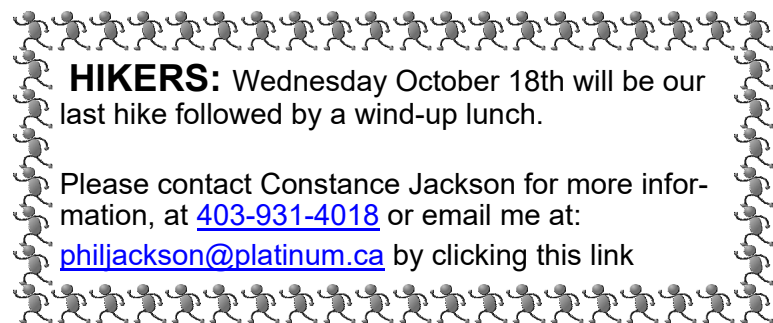 HIKERS: Wednesday October 18th will be our
last hike followed by a wind-up lunch.
Please contact Constance Jackson for more infor-
mation, at 403-931-4018 or email me at:
philjackson@platinum.ca by clicking this link